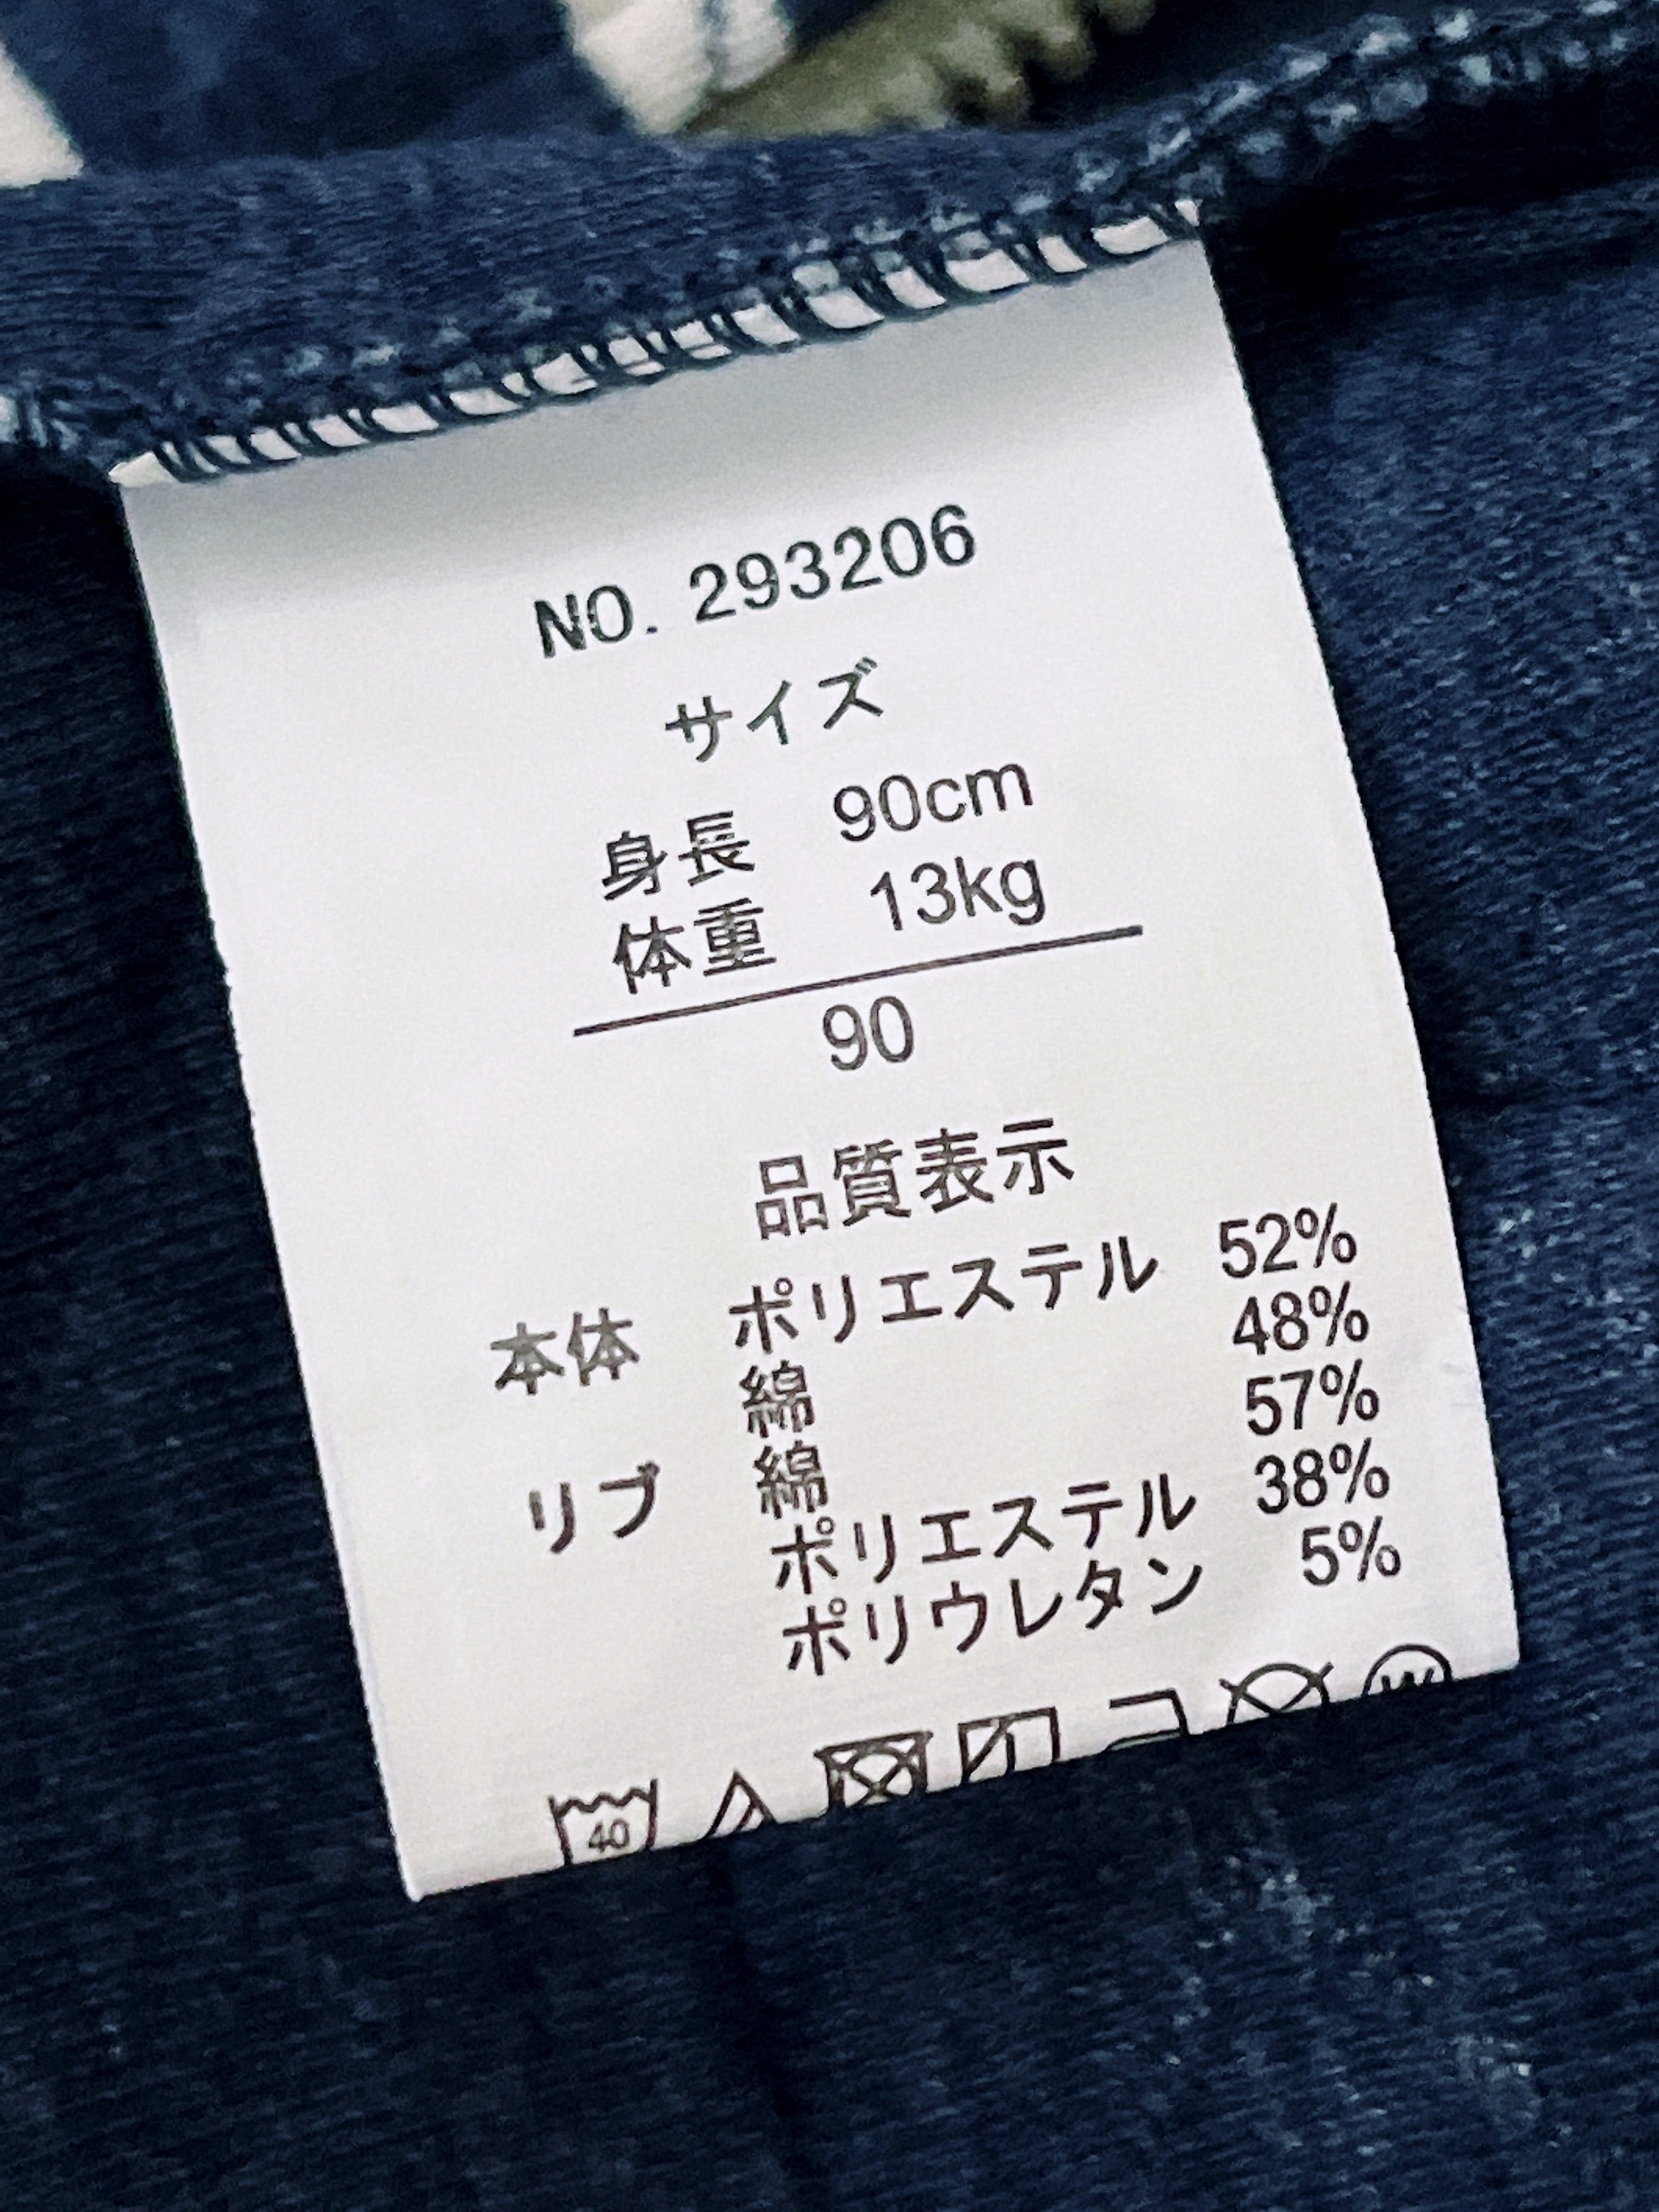 NO. 293206
サイズ
身長 90cm
体重 13kg
90
品質表示
本体 ポリエステル 52%
綿 48%
リブ 綿 57%
ポリエステル 38%
ポリウレタン 5%
40
W